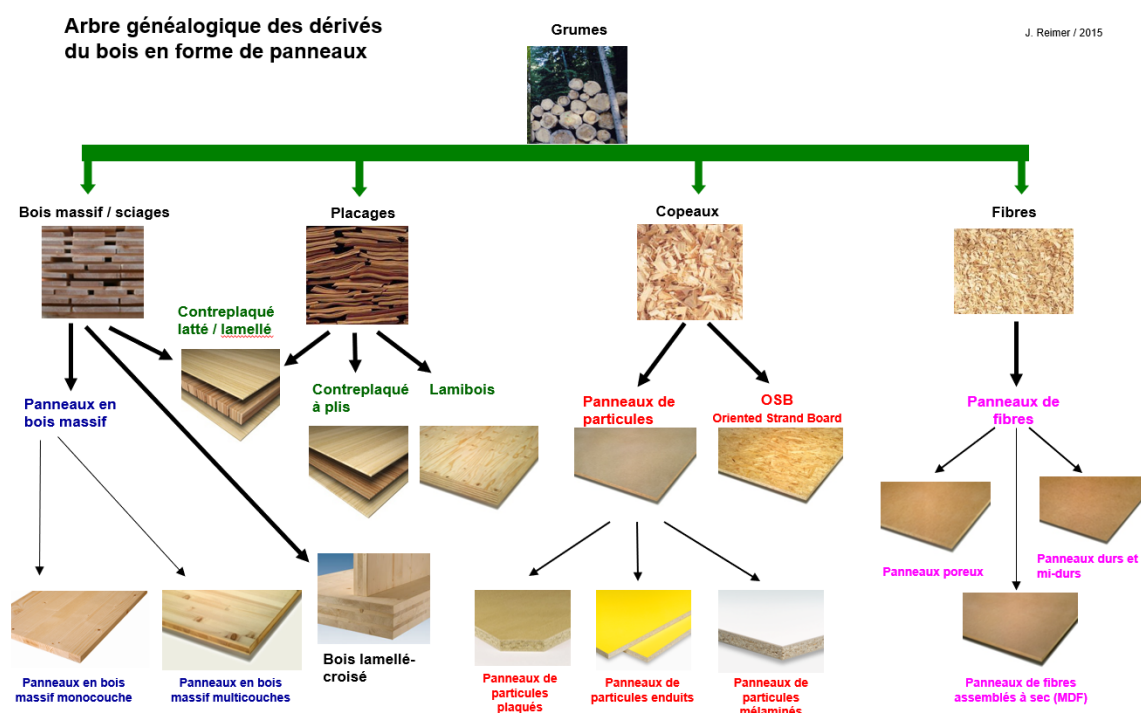 Arbre généalogique des dérivés
du bois en forme de panneaux
Grumes
J. Reimer / 2015
Bois massif / sciages
Placages
Copeaux
Fibres
Contreplaqué
latté / lamellé
Panneaux en
bois massif
Contreplaqué
à plis
Lamibois
Panneaux de
particules
OSB
Oriented Strand Board
Panneaux de
fibres
Panneaux poreux
Panneaux durs et
mi-durs
Bois lamellé-
croisé
Panneaux en bois
massif monocouche
Panneaux en bois
massif multicouches
Panneaux de
particules
plaqués
Panneaux de
particules enduits
Panneaux de
particules
mélaminés
Panneaux de fibres
assemblés à sec (MDF)